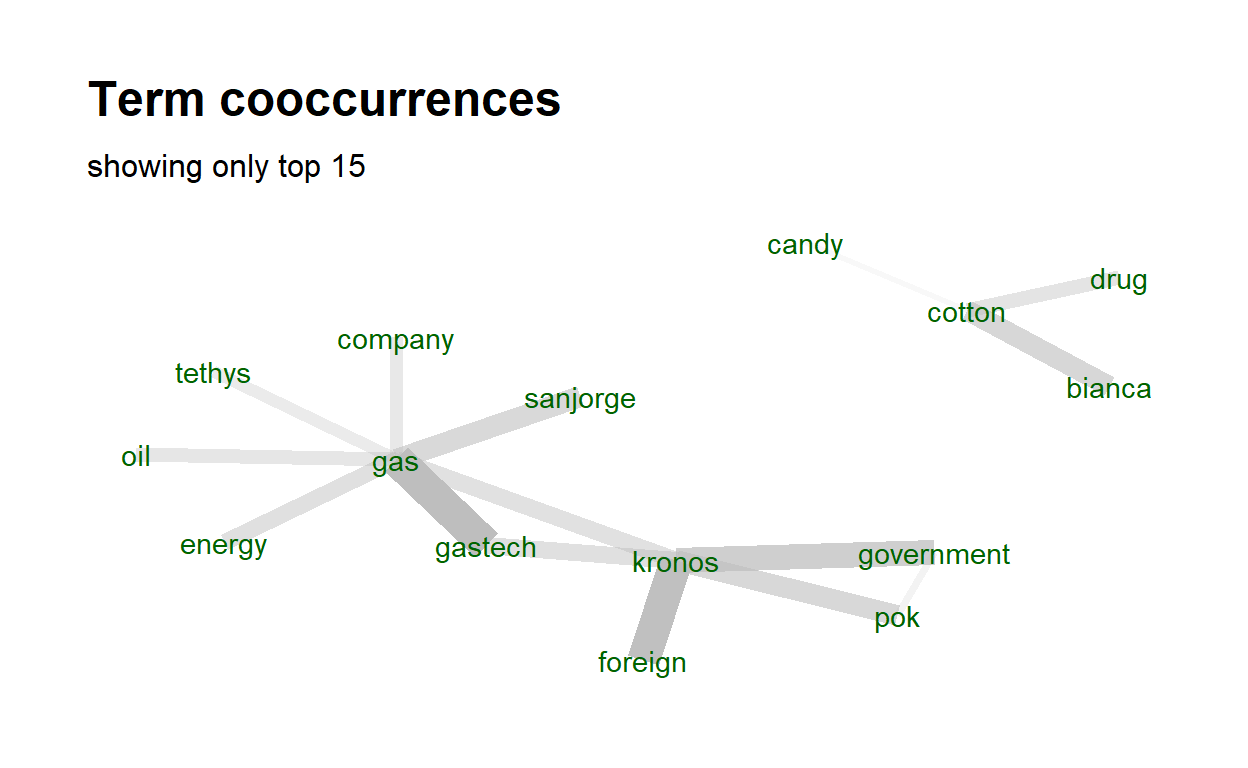 Term cooccurrences
showing only top 15
candy
drug
cotton
company
tethys
bianca
sanjorge
oil
gas
energy
gastech
kronos
government
pok
foreign